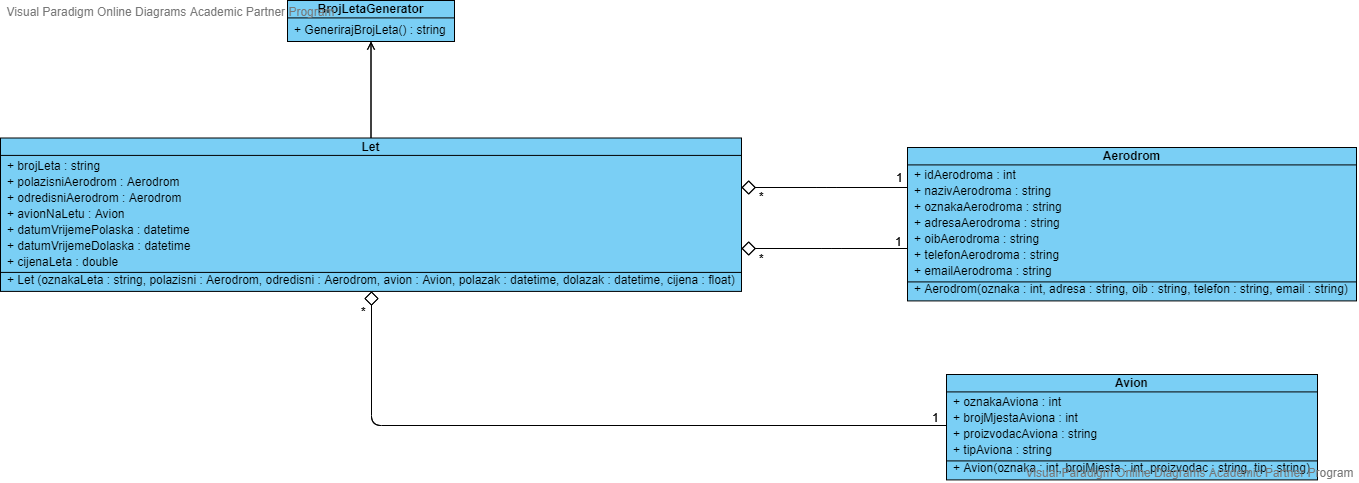 Visual Paradigm Online Diagrams Academic Partner Program
BrojLetaGenerator
+ GenerirajBrojLeta() : string
Let
+ brojLeta : string
+ polazisniAerodrom : Aerodrom
+ odredisniAerodrom : Aerodrom
+ avionNaLetu : Avion
+ datumVrijemePolaska : datetime
+ datumVrijemeDolaska : datetime
+ cijenaLeta : double
+ Let (oznakaLeta : string, polazisni : Aerodrom, odredisni : Aerodrom, avion : Avion, polazak : datetime, dolazak : datetime, cijena : float)
1
*
1
*
Aerodrom
+ idAerodroma : int
+ nazivAerodroma : string
+ oznakaAerodroma : string
+ adresaAerodroma : string
+ oibAerodroma : string
+ telefonAerodroma : string
+ emailAerodroma : string
+ Aerodrom(oznaka : int, adresa : string, oib : string, telefon : string, email : string)
*
1
Avion
+ oznakaAviona : int
+ brojMjestaAviona : int
+ proizvodacAviona : string
+ tipAviona : string
+ Avion(oznaka : int, brojMjesta : int, proizvodac : string, tip : string)
Visual Paradigm Online Diagrams Academic Partner Program